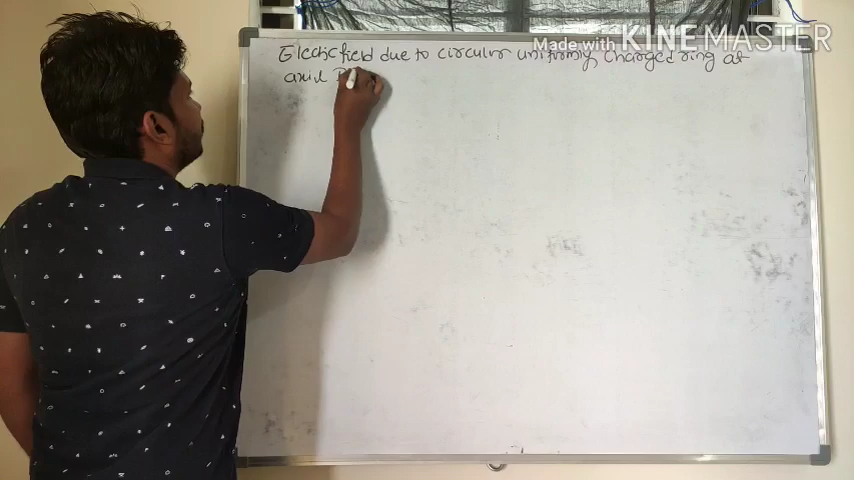 Made with KINEMASTER
Electric field due to circular uniformly charged ring at
axial P